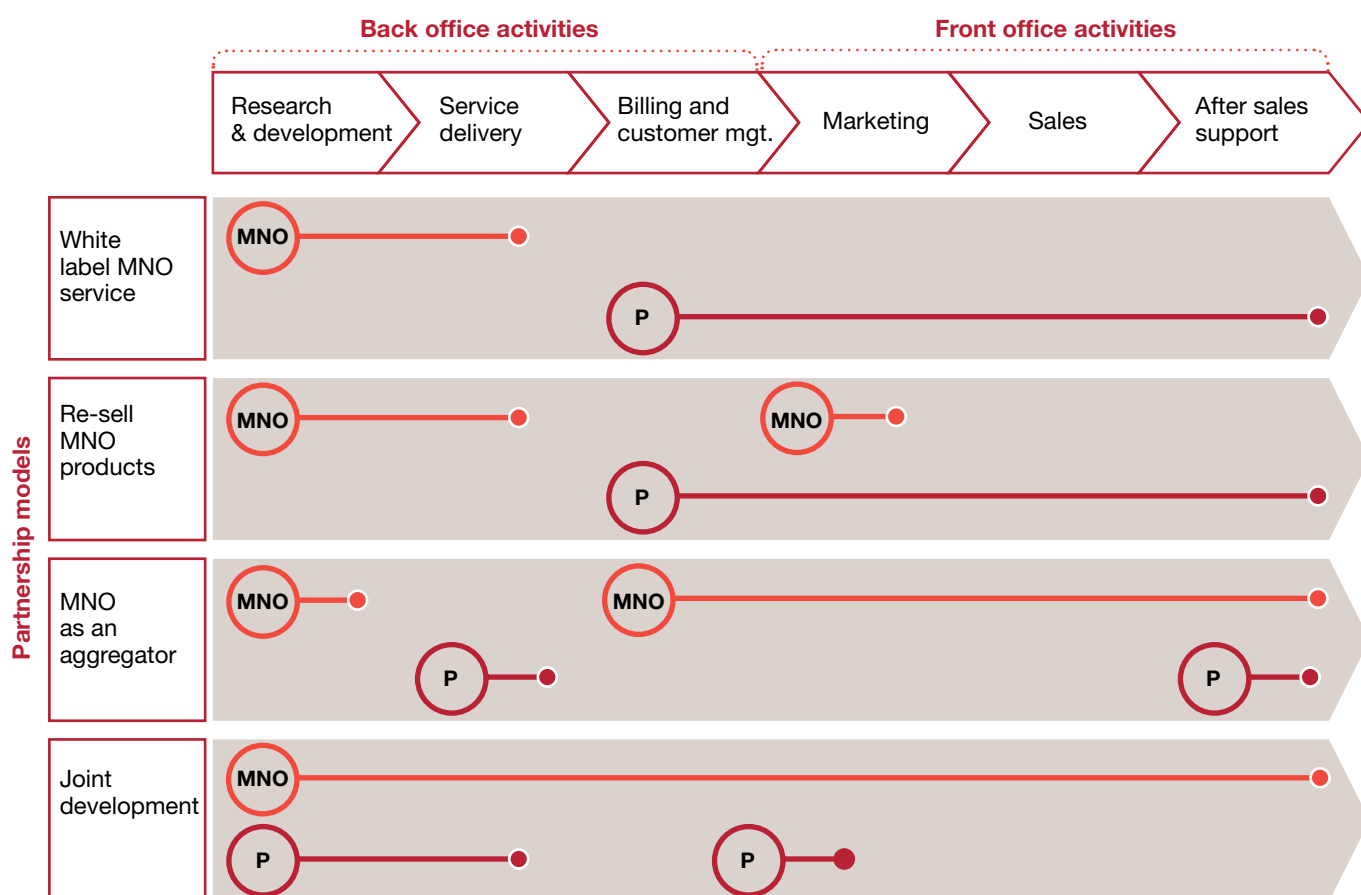 Back office activities
Front office activities
Research
& development
Service
delivery
Billing and
customer mgt.
Marketing
Sales
After sales
support
Partnership models
White
label MNO
service
MNO
P
Re-sell
MNO
products
MNO
MNO
P
MNO
as an
aggregator
MNO
MNO
P
P
Joint
development
MNO
P
P